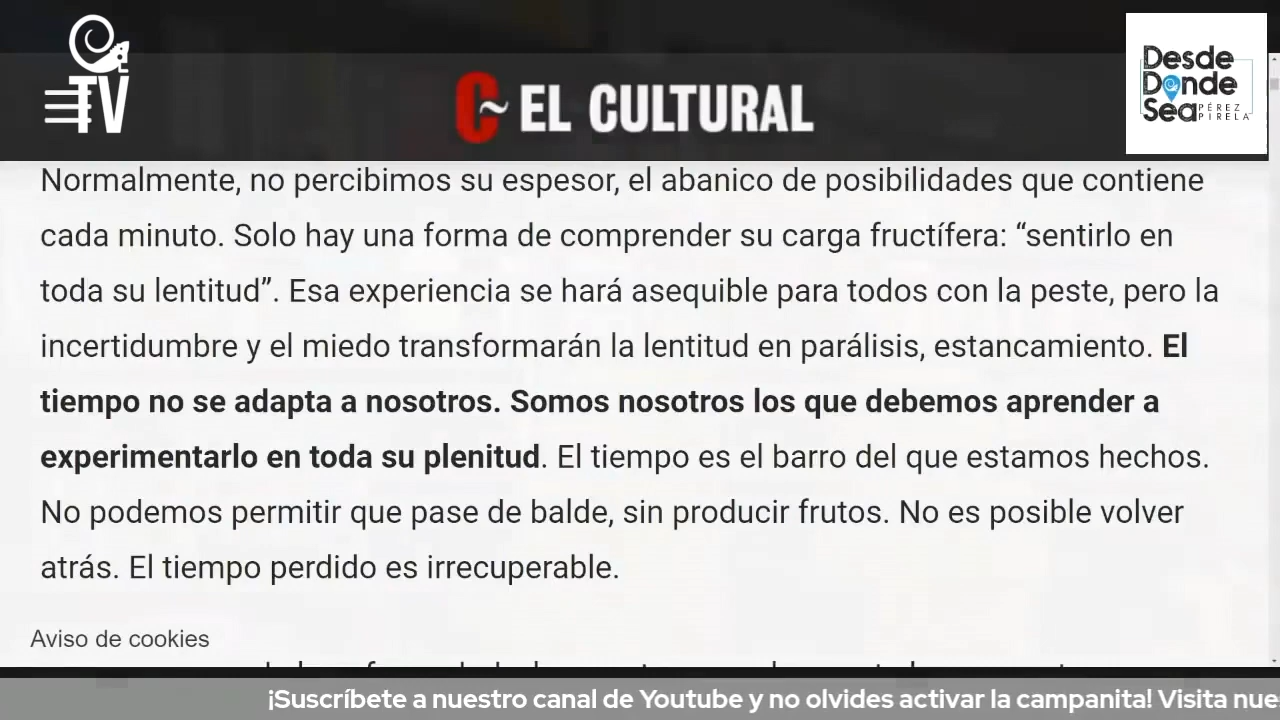 TV
EL CULTURAL
Desde
Donde
Sea
PÉREZ
PIRELA
Normalmente, no percibimos su espesor, el abanico de posibilidades que contiene
cada minuto. Solo hay una forma de comprender su carga fructífera: “sentirlo en
toda su lentitud”. Esa experiencia se hará asequible para todos con la peste, pero la
incertidumbre y el miedo transformarán la lentitud en parálisis, estancamiento. El
tiempo no se adapta a nosotros. Somos nosotros los que debemos aprender a
experimentarlo en toda su plenitud. El tiempo es el barro del que estamos hechos.
No podemos permitir que pase de balde, sin producir frutos. No es posible volver
atrás. El tiempo perdido es irrecuperable.
Aviso de cookies
¡Suscríbete a nuestro canal de Youtube y no olvides activar la campanita! Visita nue